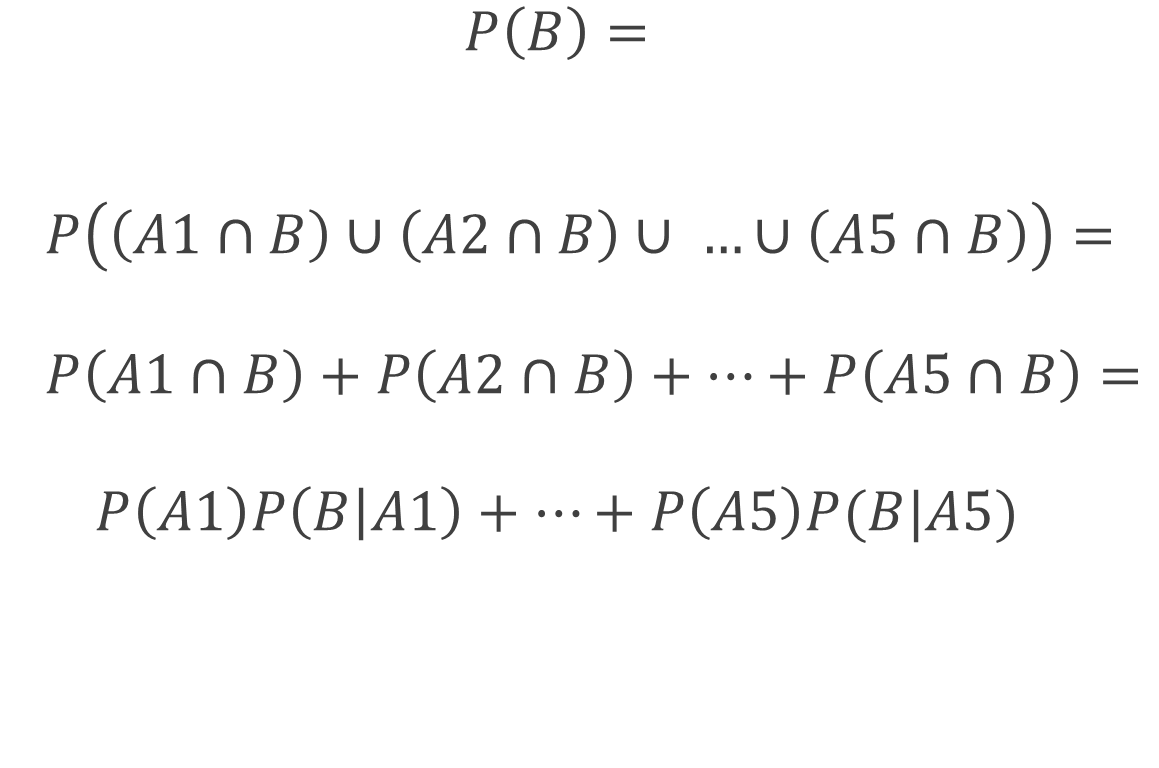 P(B) =
P((A1 ∩ B) ∪ (A2 ∩ B) ∪ ... ∪ (A5 ∩ B)) =
P(A1 ∩ B) + P(A2 ∩ B) + ⋯ + P(A5 ∩ B) =
P(A1)P(B|A1) + ⋯ + P(A5)P(B|A5)